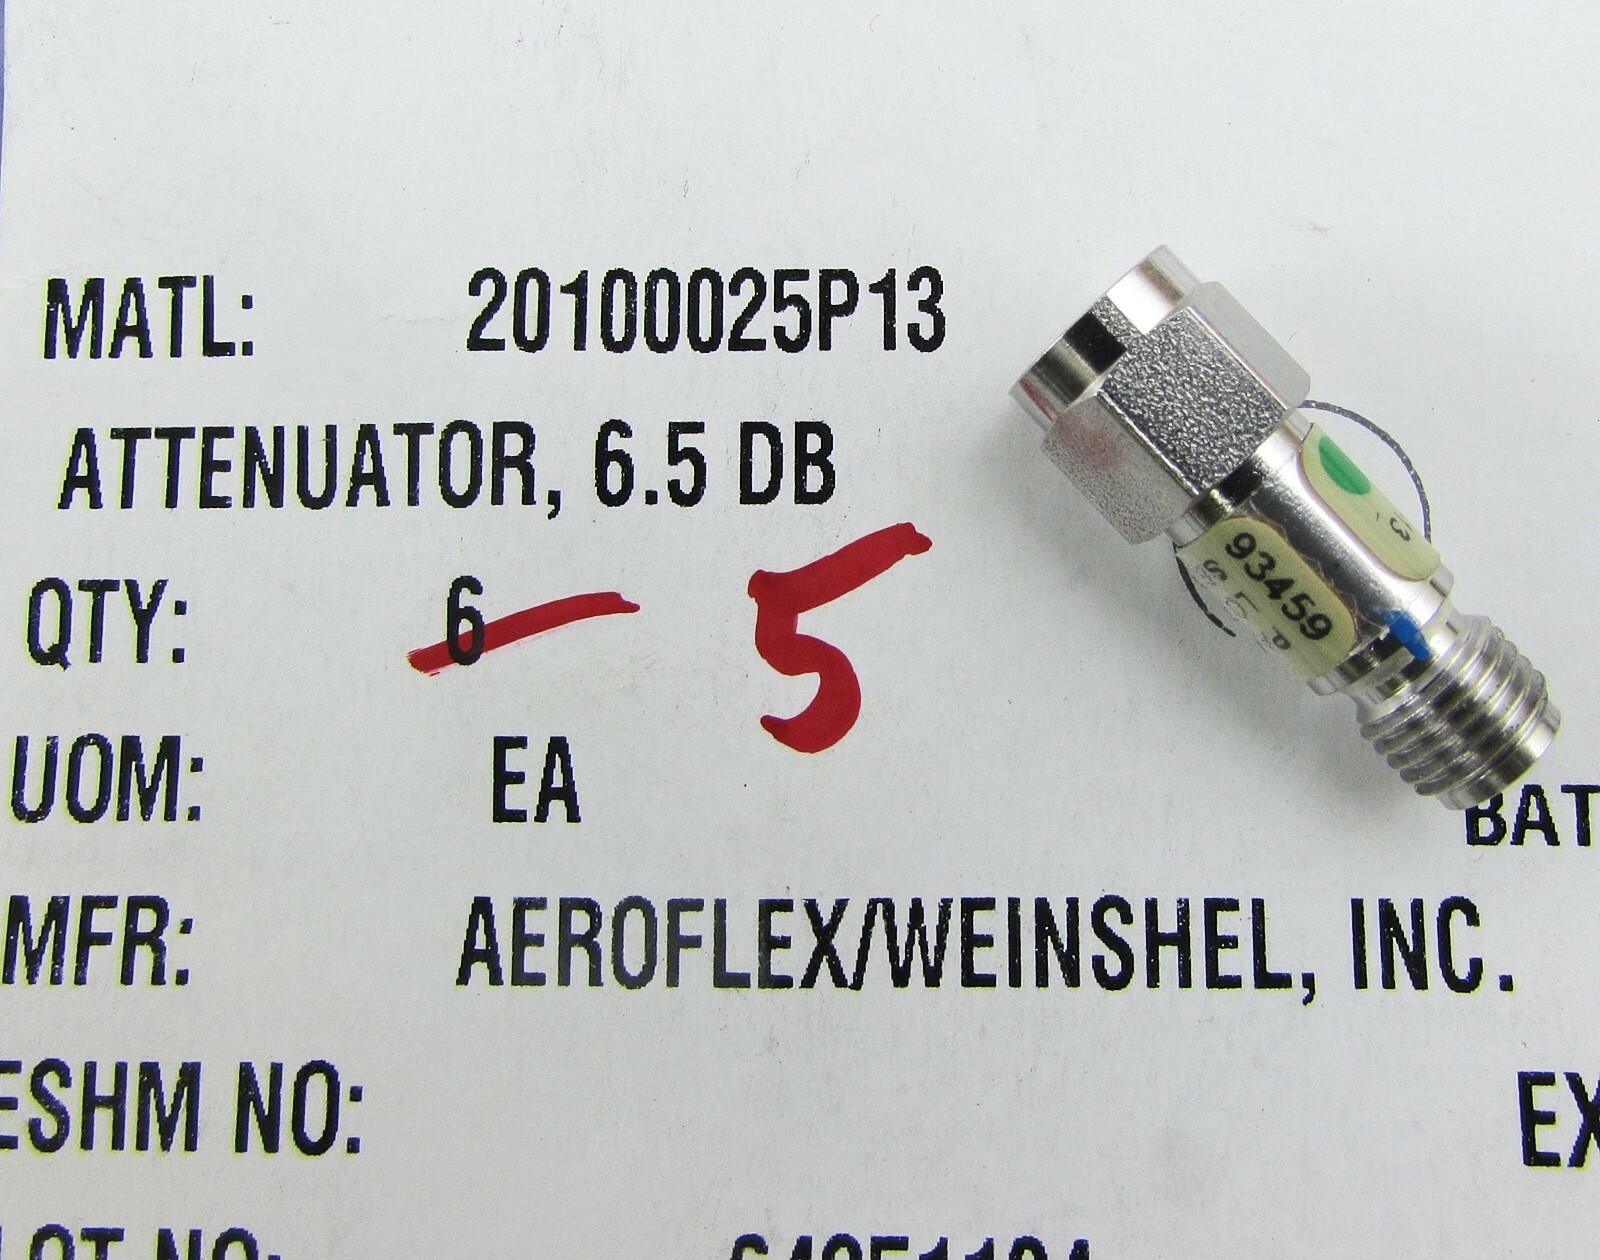 MATL: 20100025P13
ATTENUATOR, 6.5 DB
QTY: 6 5
UOM: EA
BAT
MFR: AEROFLEX/WEINSHEL, INC.
ESHM NO:
EX
93459